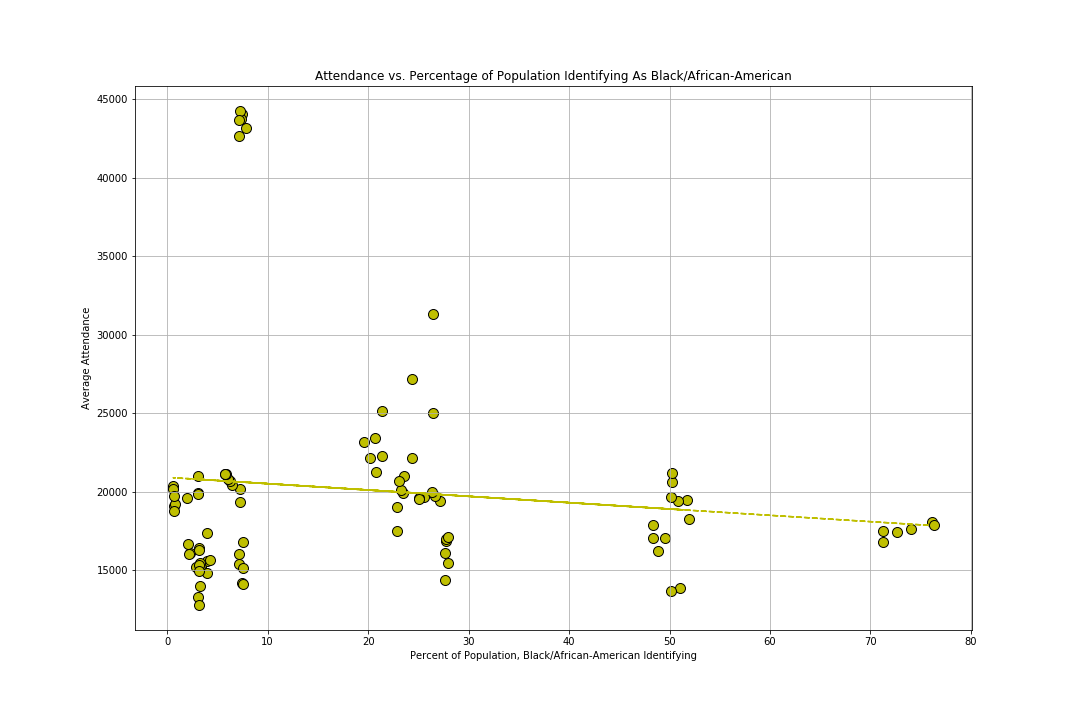 Attendance vs. Percentage of Population Identifying As Black/African-American
45000
40000
35000
30000
25000
20000
15000
Average Attendance
0 10 20 30 40 50 60 70 80
Percent of Population, Black/African-American Identifying